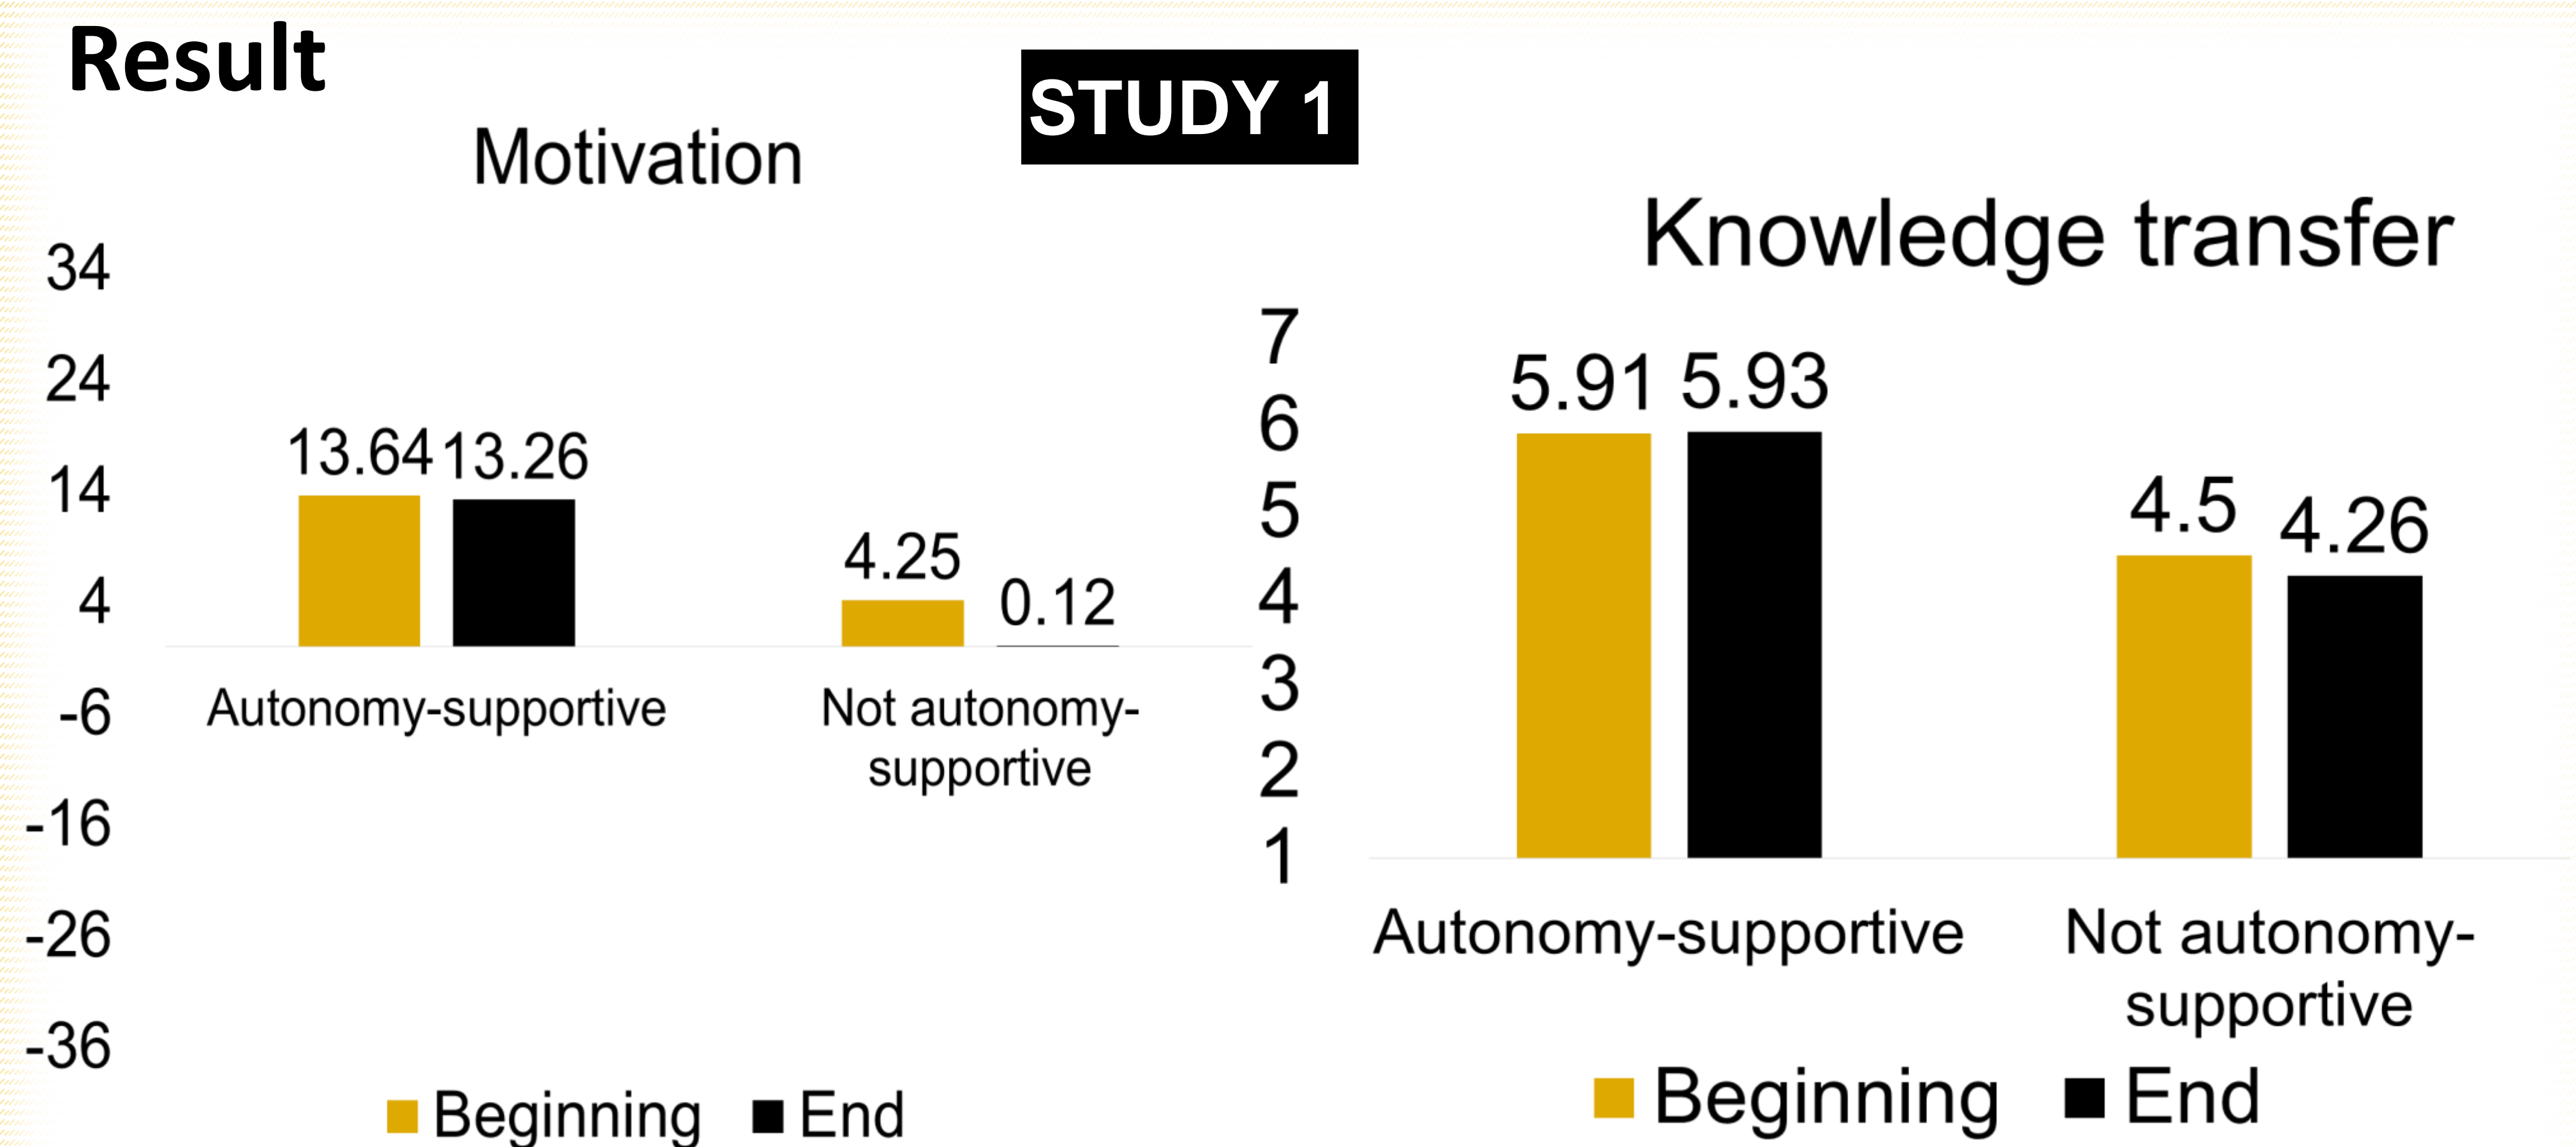 Result
STUDY 1
Motivation
34
24
14
4
-6
-16
-26
-36
13.64 13.26
4.25
0.12
Autonomy-supportive
Not autonomy-
supportive
Beginning End
Knowledge transfer
7
6
5
4
3
2
1
5.91 5.93
4.5
4.26
Autonomy-supportive
Not autonomy-
supportive
Beginning End